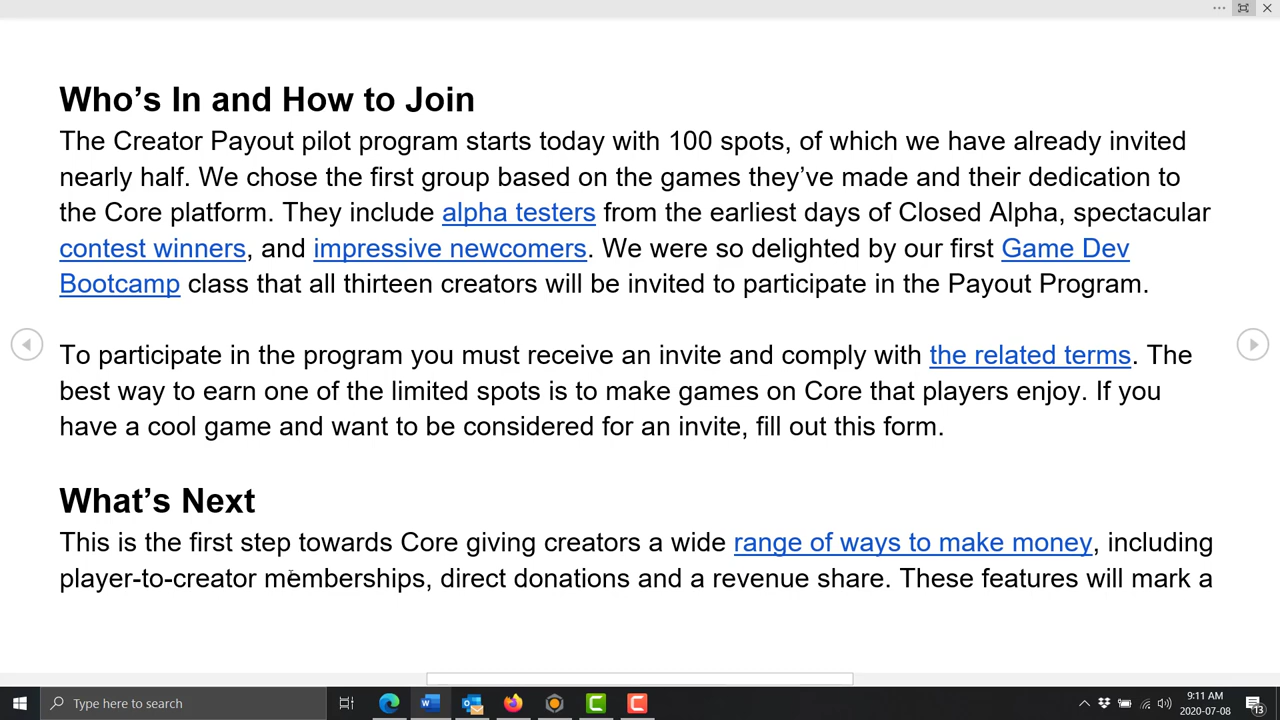 Who’s In and How to Join
The Creator Payout pilot program starts today with 100 spots, of which we have already invited
nearly half. We chose the first group based on the games they’ve made and their dedication to
the Core platform. They include alpha testers from the earliest days of Closed Alpha, spectacular
contest winners, and impressive newcomers. We were so delighted by our first Game Dev
Bootcamp class that all thirteen creators will be invited to participate in the Payout Program.
To participate in the program you must receive an invite and comply with the related terms. The
best way to earn one of the limited spots is to make games on Core that players enjoy. If you
have a cool game and want to be considered for an invite, fill out this form.
What’s Next
This is the first step towards Core giving creators a wide range of ways to make money, including
player-to-creator memberships, direct donations and a revenue share. These features will mark a
Type here to search
9:11 AM
2020-07-08
13